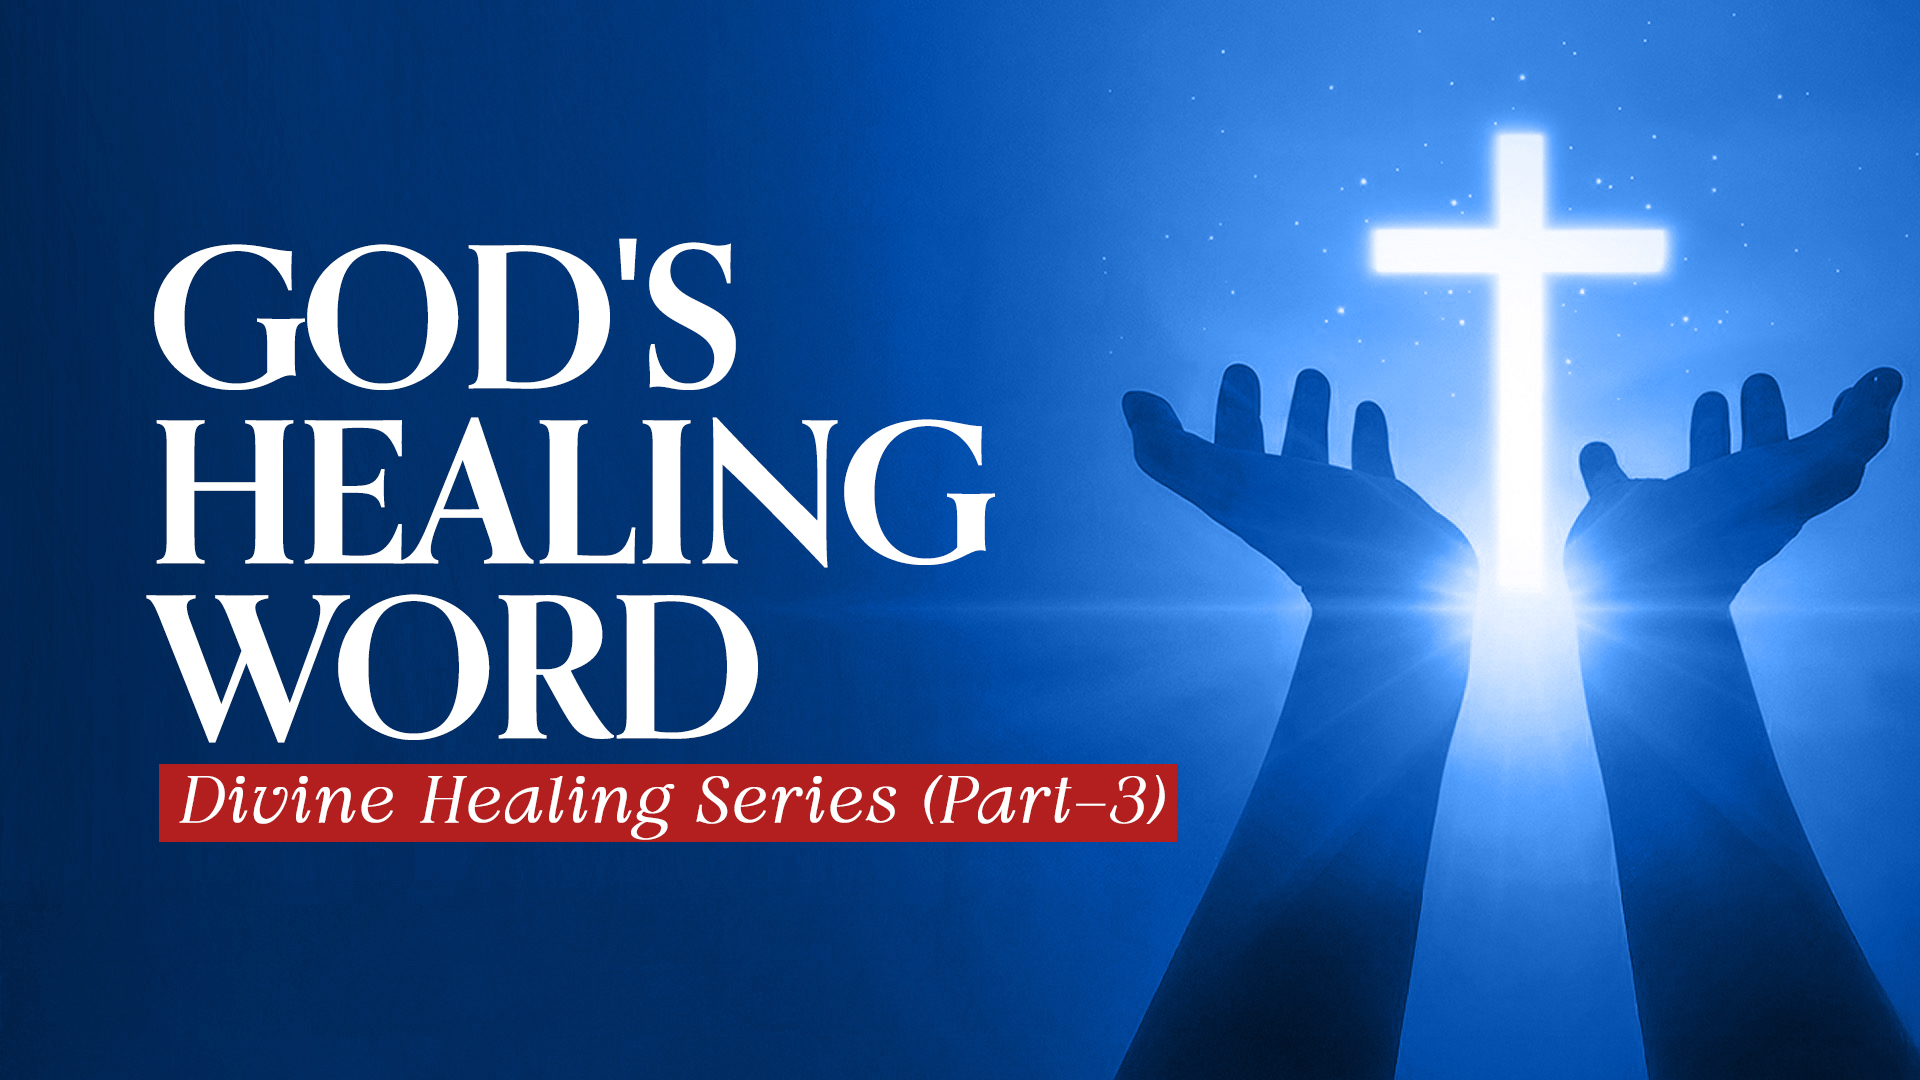 GOD'S
HEALING
WORD
Divine Healing Series (Part–3)